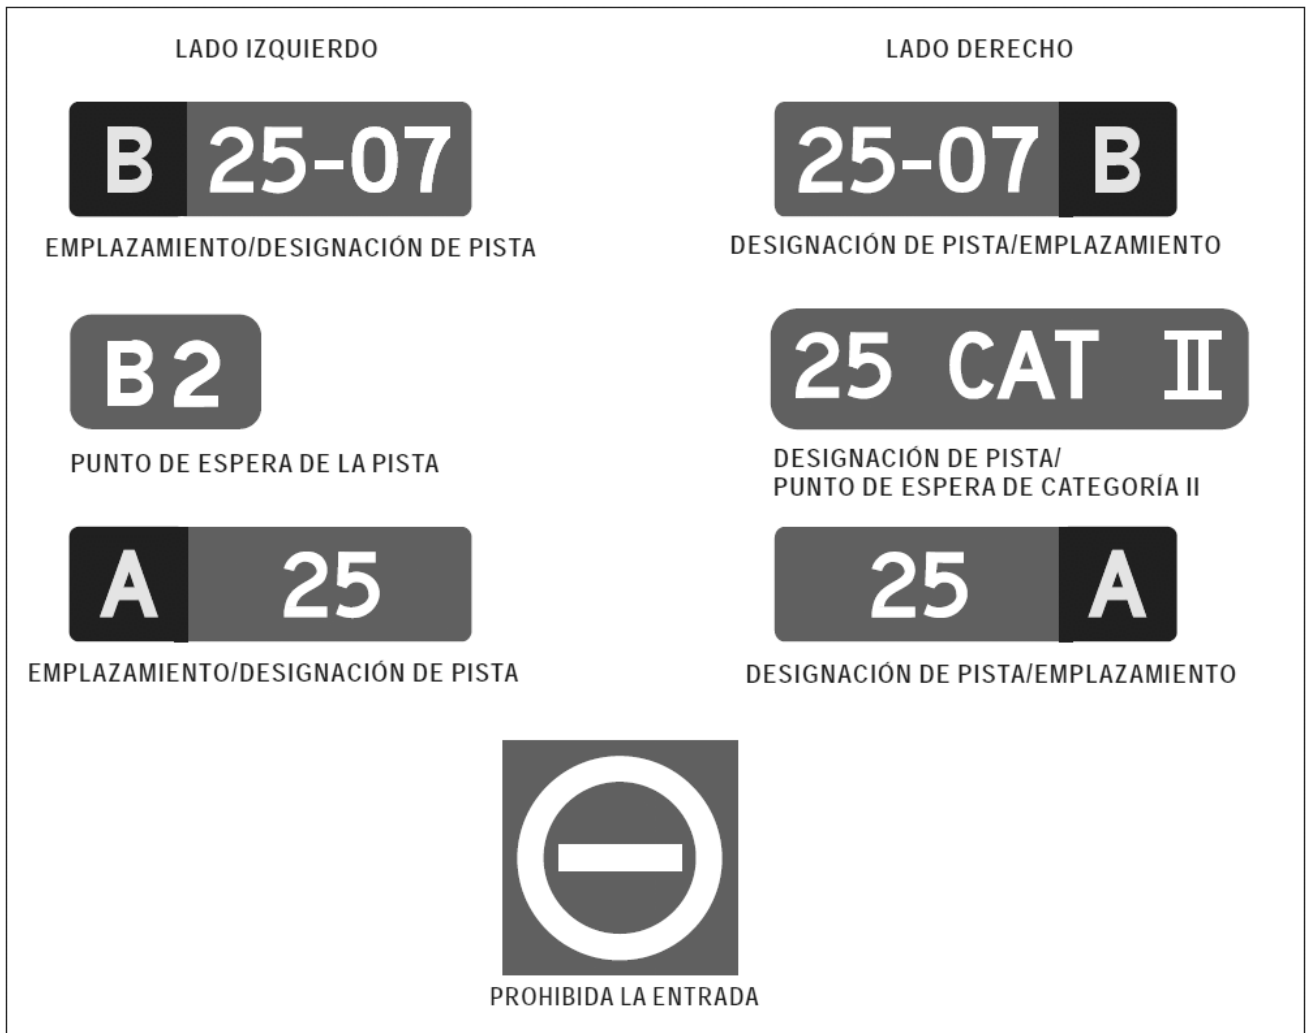 LADO IZQUIERDO
LADO DERECHO
B 25-07
25-07 B
EMPLAZAMIENTO/DESIGNACIÓN DE PISTA
DESIGNACIÓN DE PISTA/EMPLAZAMIENTO
B2
25 CAT II
PUNTO DE ESPERA DE LA PISTA
DESIGNACIÓN DE PISTA/
PUNTO DE ESPERA DE CATEGORÍA II
A 25
25 A
EMPLAZAMIENTO/DESIGNACIÓN DE PISTA
DESIGNACIÓN DE PISTA/EMPLAZAMIENTO
PROHIBIDA LA ENTRADA